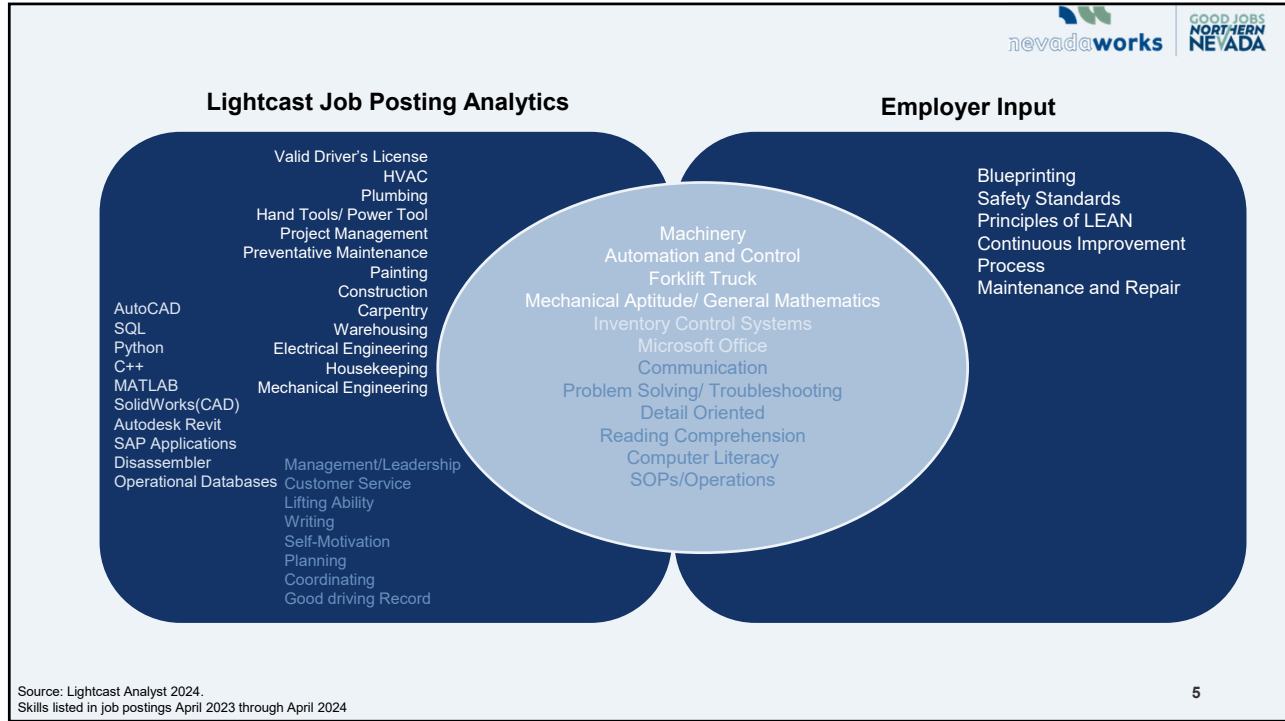 nevadaworks
GOOD JOBS
NORTHERN
NEVADA
Lightcast Job Posting Analytics
Employer Input
Valid Driver’s License
HVAC
Plumbing
Hand Tools/ Power Tool
Project Management
Preventative Maintenance
Painting
Construction
Carpentry
Warehousing
Electrical Engineering
Housekeeping
Mechanical Engineering
AutoCAD
SQL
Python
C++
MATLAB
SolidWorks(CAD)
Autodesk Revit
SAP Applications
Disassembler
Operational Databases
Management/Leadership
Customer Service
Lifting Ability
Writing
Self-Motivation
Planning
Coordinating
Good driving Record
Machinery
Automation and Control
Forklift Truck
Mechanical Aptitude/ General Mathematics
Inventory Control Systems
Microsoft Office
Communication
Problem Solving/ Troubleshooting
Detail Oriented
Reading Comprehension
Computer Literacy
SOPs/Operations
Blueprinting
Safety Standards
Principles of LEAN
Continuous Improvement
Process
Maintenance and Repair
Source: Lightcast Analyst 2024.
Skills listed in job postings April 2023 through April 2024
5